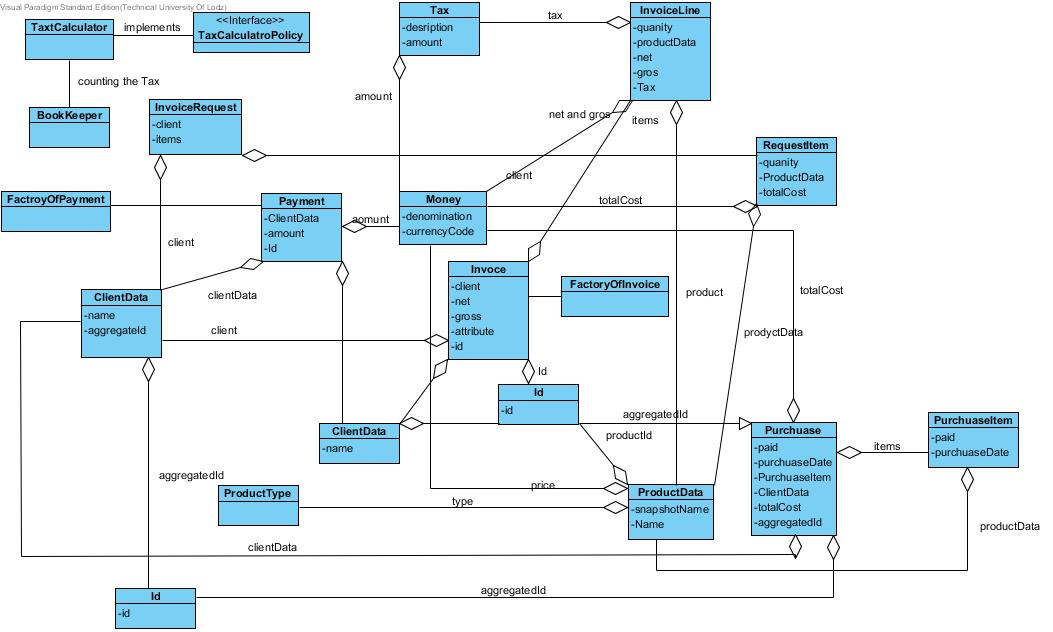 Visual Paradigm Standard Edition(Technical University Of Lodz)
TaxtCalculator
implements
<<Interface>>
TaxCalculatroPolicy
Tax
-desription
-amount
tax
InvoiceLine
-quanity
-productData
-net
-gros
-Tax
counting the Tax
BookKeeper
InvoiceRequest
-client
-items
amount
net and gros
items
RequestItem
-quanity
-ProductData
-totalCost
client
FactroyOfPayment
Payment
-ClientData
-amount
-Id
aomunt
Money
-denomination
-currencyCode
totalCost
client
Invoce
-client
-net
-gross
-attribute
-id
FactoryOfInvoice
product
totalCost
clientData
ClientData
-name
-aggregateId
client
prodyctData
Id
Id
-id
aggregatedId
productId
ClientData
-name
Purchuase
-paid
-purchuaseDate
-PurchuaseItem
-ClientData
-totalCost
-aggregatedId
items
PurchuaseItem
-paid
-purchuaseDate
aggregatedId
ProductType
type
price
ProductData
-snapshotName
-Name
productData
clientData
Id
-id
aggregatedId